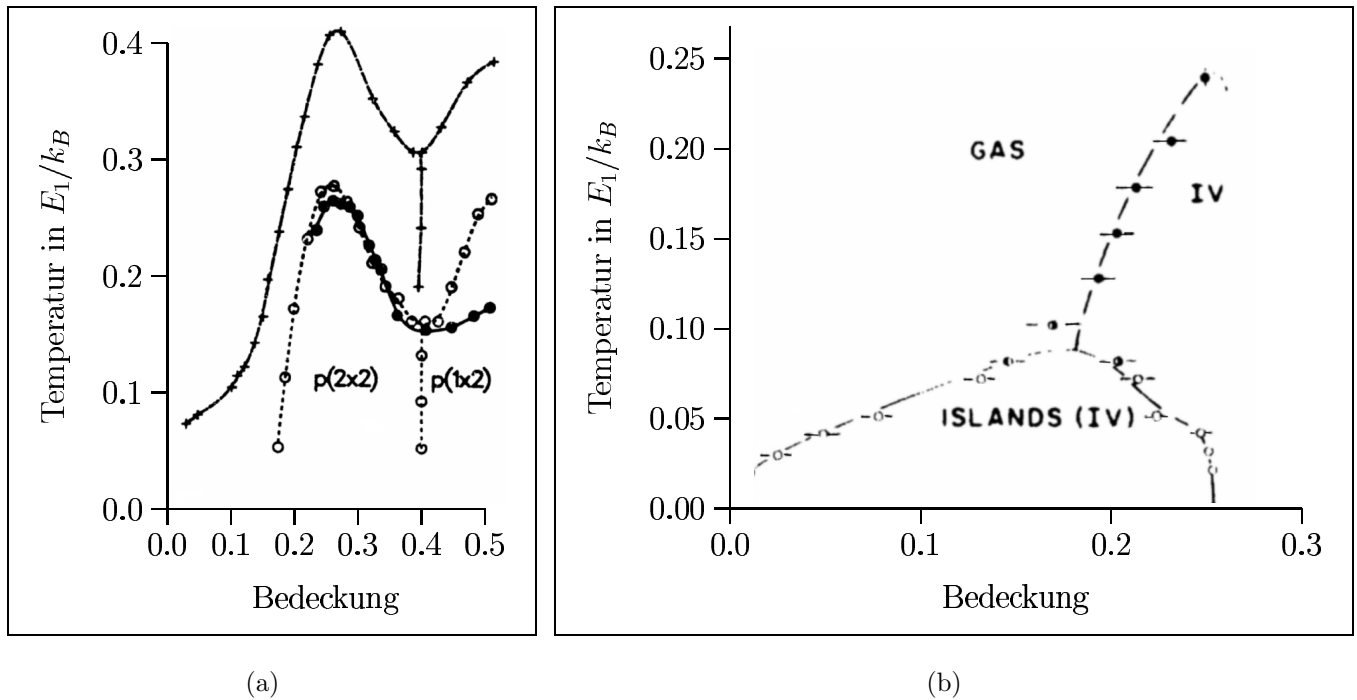 0.4
0.3
0.2
0.1
0.0
Temperatur in E₁/k_B
p(2x2)
p(1x2)
0.0 0.1 0.2 0.3 0.4 0.5
Bedeckung
(a)
0.25
0.20
0.15
0.10
0.05
0.00
Temperatur in E₁/k_B
GAS
IV
ISLANDS (IV)
0.0 0.1 0.2 0.3
Bedeckung
(b)